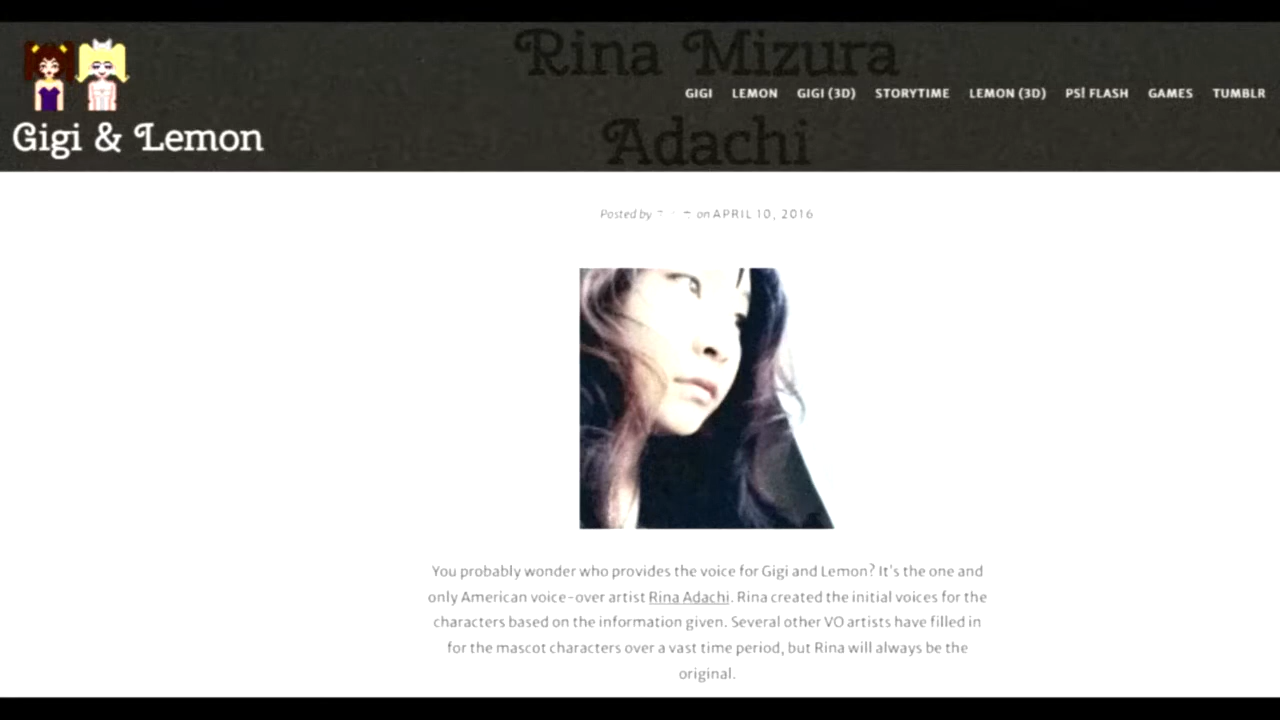 Rina Mizura
GIGI LEMON GIGI (3D) STORYTIME LEMON (3D) PS! FLASH GAMES TUMBLR
Gigi & Lemon
Adachi
Posted by on APRIL 10, 2016
You probably wonder who provides the voice for Gigi and Lemon? It's the one and
only American voice-over artist Rina Adachi. Rina created the initial voices for the
characters based on the information given. Several other VO artists have filled in
for the mascot characters over a vast time period, but Rina will always be the
original.